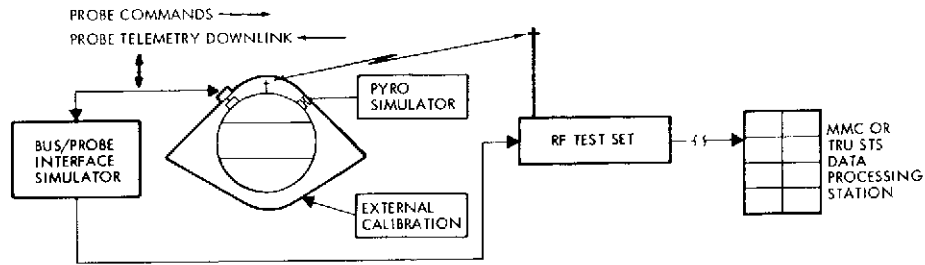 PROBE COMMANDS
PROBE TELEMETRY DOWNLINK
PYRO
SIMULATOR
BUS/PROBE
INTERFACE
SIMULATOR
RF TEST SET
MMC OR
TRU STS
DATA
PROCESSING
STATION
EXTERNAL
CALIBRATION